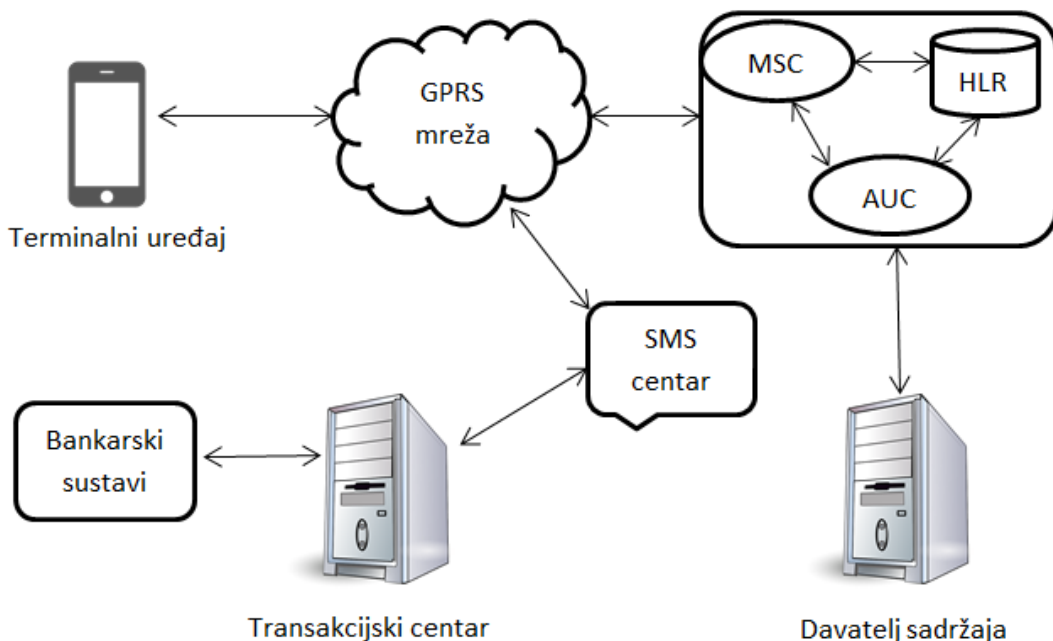 GPRS
mreža
MSC
HLR
AUC
Terminalni uređaj
SMS
centar
Bankarski
sustavi
Transakcijski centar
Davatelj sadržaja